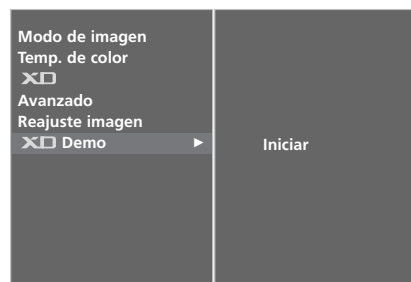 Modo de imagen
Temp. de color
XD
Avanzado
Reajuste imagen
XD Demo ►
Iniciar